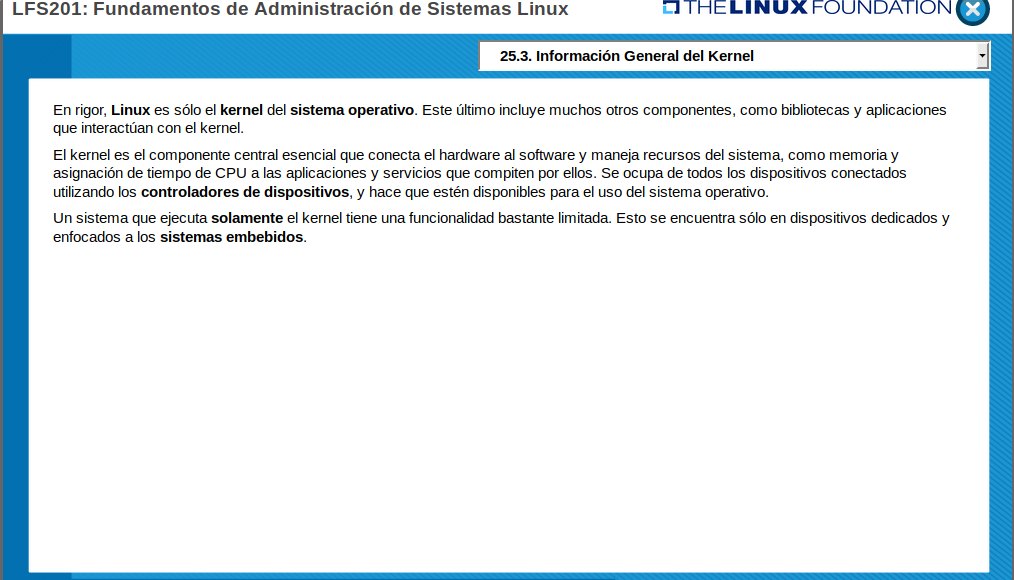 LFS201: Fundamentos de Administración de Sistemas Linux
THE LINUX FOUNDATION
25.3. Información General del Kernel
En rigor, Linux es sólo el kernel del sistema operativo. Este último incluye muchos otros componentes, como bibliotecas y aplicaciones
que interactúan con el kernel.
El kernel es el componente central esencial que conecta el hardware al software y maneja recursos del sistema, como memoria y
asignación de tiempo de CPU a las aplicaciones y servicios que compiten por ellos. Se ocupa de todos los dispositivos conectados
utilizando los controladores de dispositivos, y hace que estén disponibles para el uso del sistema operativo.
Un sistema que ejecuta solamente el kernel tiene una funcionalidad bastante limitada. Esto se encuentra sólo en dispositivos dedicados y
enfocados a los sistemas embebidos.